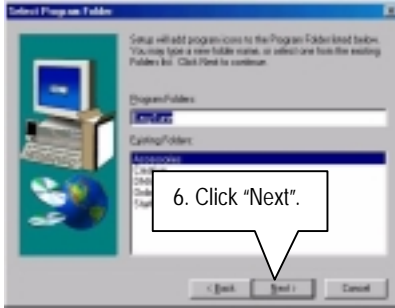 Select Program Folder
Setup will add program icons to the Program Folder listed below.
You may type a new folder name, or select one from the existing
Folders list. Click Next to continue.
Program Folders:
Existing Folders:
Accessories
6. Click “Next”.
< Back
Next >
Cancel